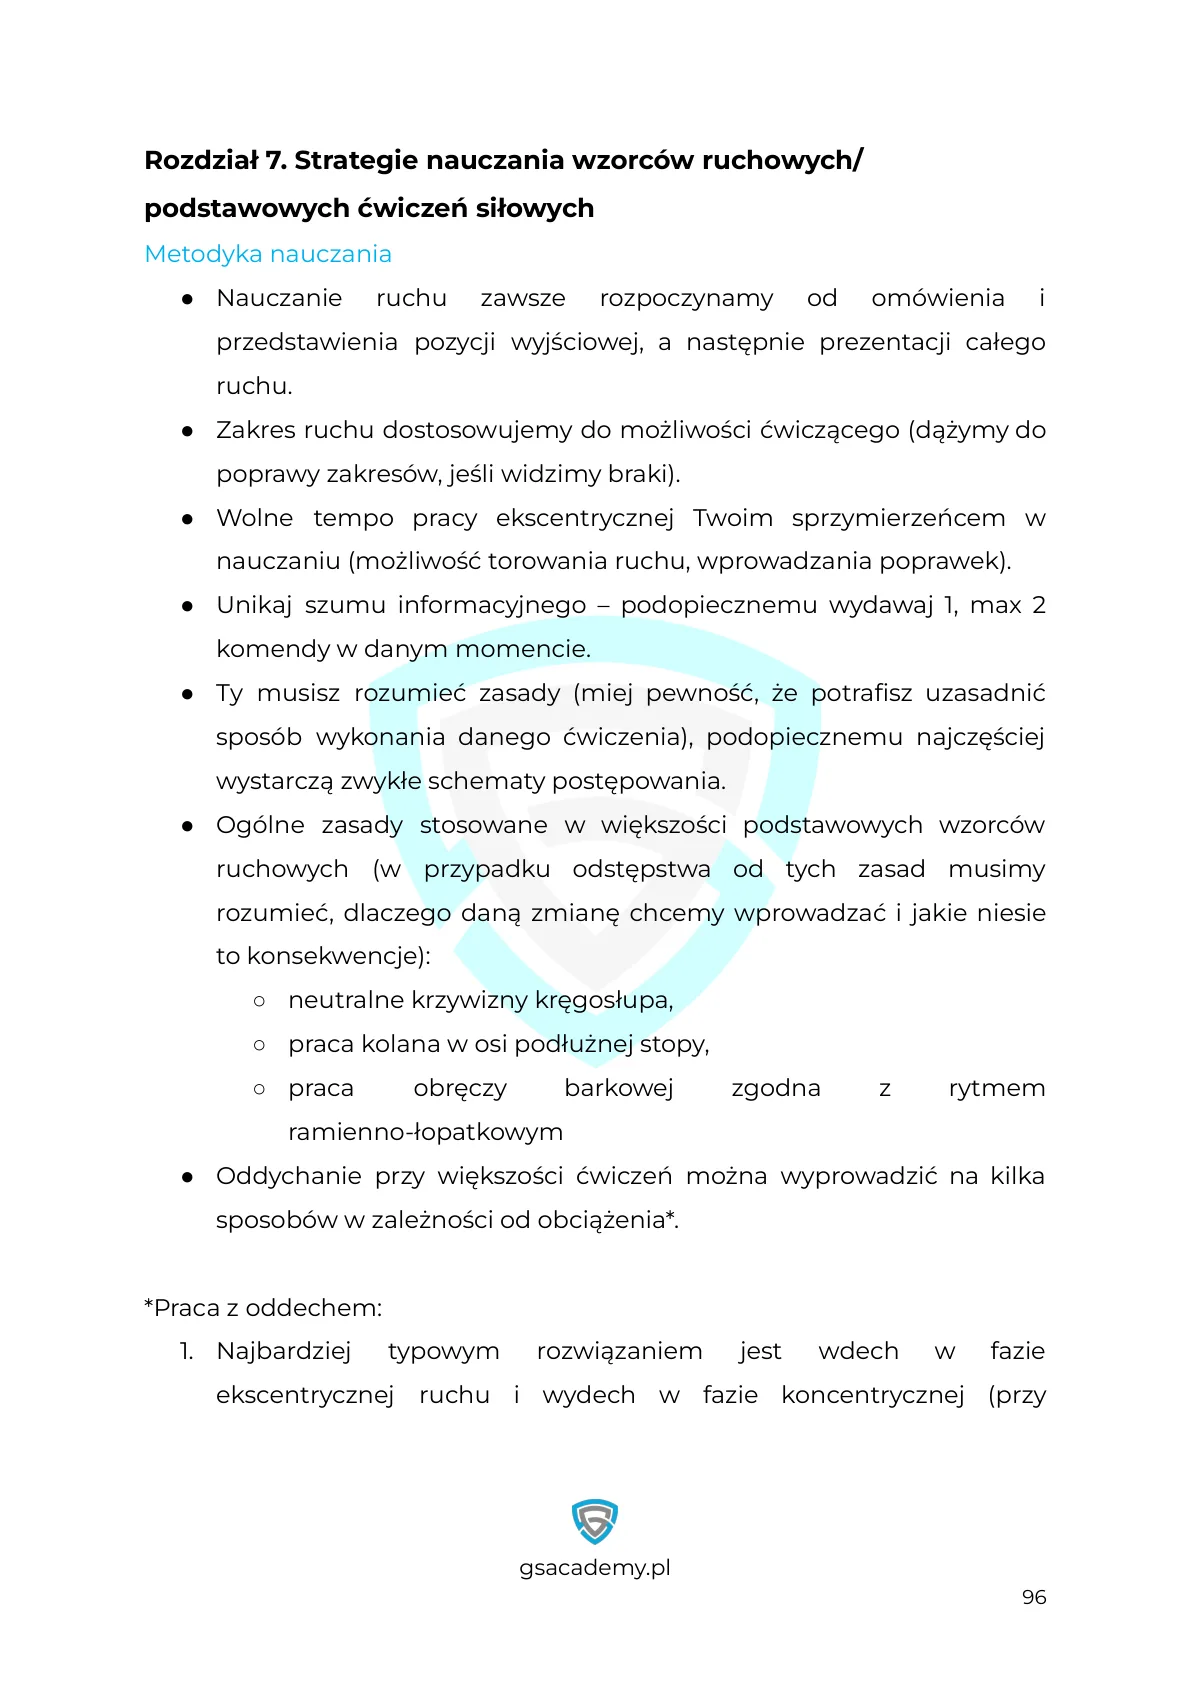 Rozdział 7. Strategie nauczania wzorców ruchowych/
podstawowych ćwiczeń siłowych
Metodyka nauczania
● Nauczanie ruchu zawsze rozpoczynamy od omówienia i
przedstawienia pozycji wyjściowej, a następnie prezentacji całego
ruchu.
● Zakres ruchu dostosowujemy do możliwości ćwiczącego (dążymy do
poprawy zakresów, jeśli widzimy braki).
● Wolne tempo pracy ekscentrycznej Twoim sprzymierzeńcem w
nauczaniu (możliwość torowania ruchu, wprowadzania poprawek).
● Unikaj szumu informacyjnego – podopiecznemu wydawaj 1, max 2
komendy w danym momencie.
● Ty musisz rozumieć zasady (miej pewność, że potrafisz uzasadnić
sposób wykonania danego ćwiczenia), podopiecznemu najczęściej
wystarczą zwykłe schematy postępowania.
● Ogólne zasady stosowane w większości podstawowych wzorców
ruchowych (w przypadku odstępstwa od tych zasad musimy
rozumieć, dlaczego daną zmianę chcemy wprowadzać i jakie niesie
to konsekwencje):
○ neutralne krzywizny kręgosłupa,
○ praca kolana w osi podłużnej stopy,
○ praca obręczy barkowej zgodna z rytmem
ramienno-łopatkowym
● Oddychanie przy większości ćwiczeń można wyprowadzić na kilka
sposobów w zależności od obciążenia*.
*Praca z oddechem:
1. Najbardziej typowym rozwiązaniem jest wdech w fazie
ekscentrycznej ruchu i wydech w fazie koncentrycznej (przy
gsacademy.pl
96